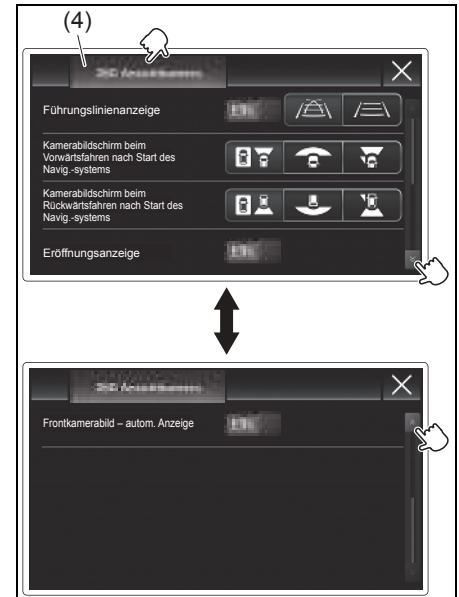 (4)
Führungslinienanzeige
Kamerabildschirm beim
Vorwärtsfahren nach Start des
Navig.-systems
Kamerabildschirm beim
Rückwärtsfahren nach Start des
Navig.-systems
Eröffnungsanzeige
Frontkamerabild – autom. Anzeige